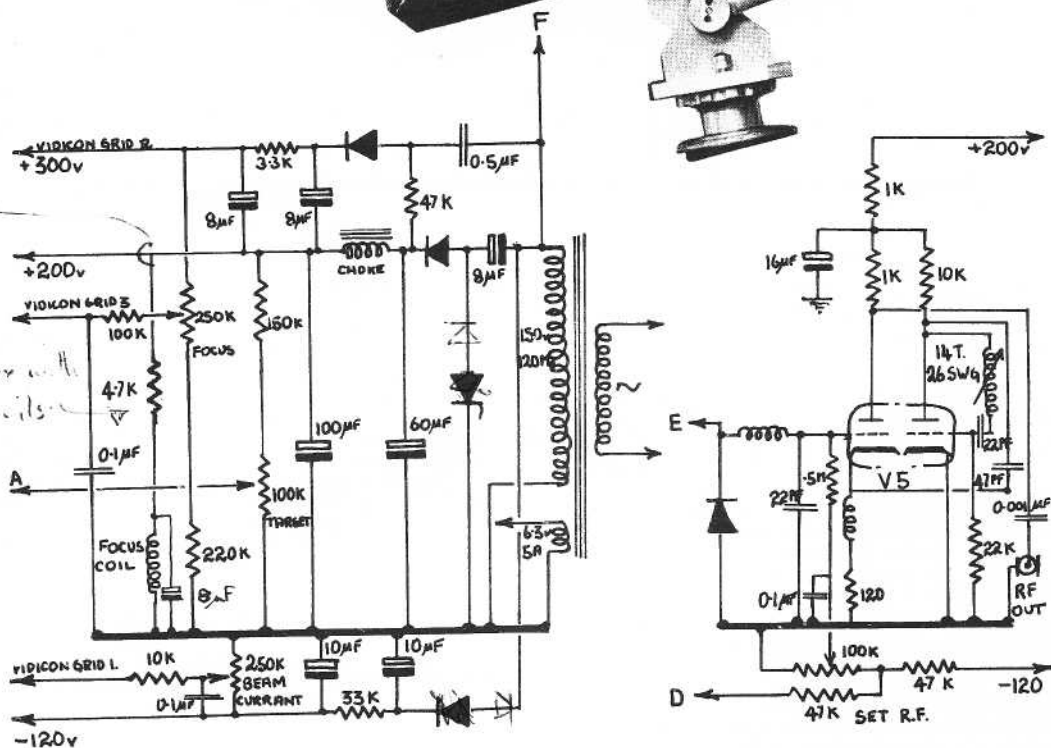 F
VIDICON GRID 2
+300v
3.3K
0.5µF
47K
8µF
8µF
+200v
CHOKE
8µF
VIDICON GRID 3
100K
250K
FOCUS
150K
4.7K
150v
120MA
100µF
60µF
0.1µF
A
100K
TARGET
FOCUS
COIL
220K
8µF
6.3v
5A
VIDICON GRID 1.
10K
250K
BEAM
CURRANT
10µF
10µF
0.1µF
33K
-120v
+200v
1K
16µF
1K
10K
14T.
26SWG
E
V5
.5M
22PF
22PF
47PF
0.001µF
22K
0.1µF
120
RF
OUT
100K
47K
-120
D
47K
SET R.F.